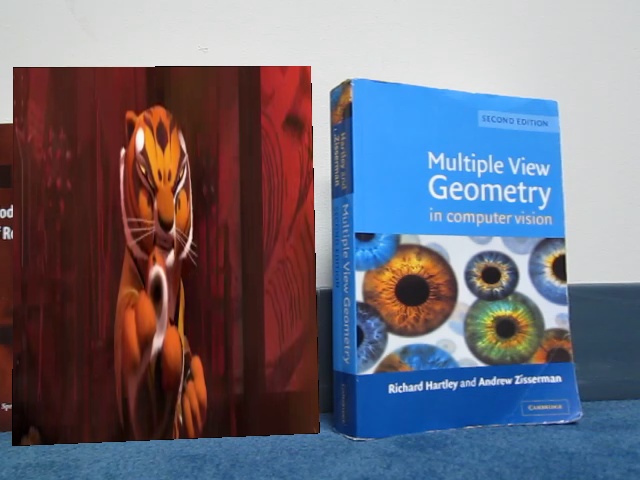 SECOND EDITION
Multiple View
Geometry
in computer vision
Richard Hartley and Andrew Zisserman
CAMBRIDGE
Hartley and
Zisserman
Multiple View Geometry